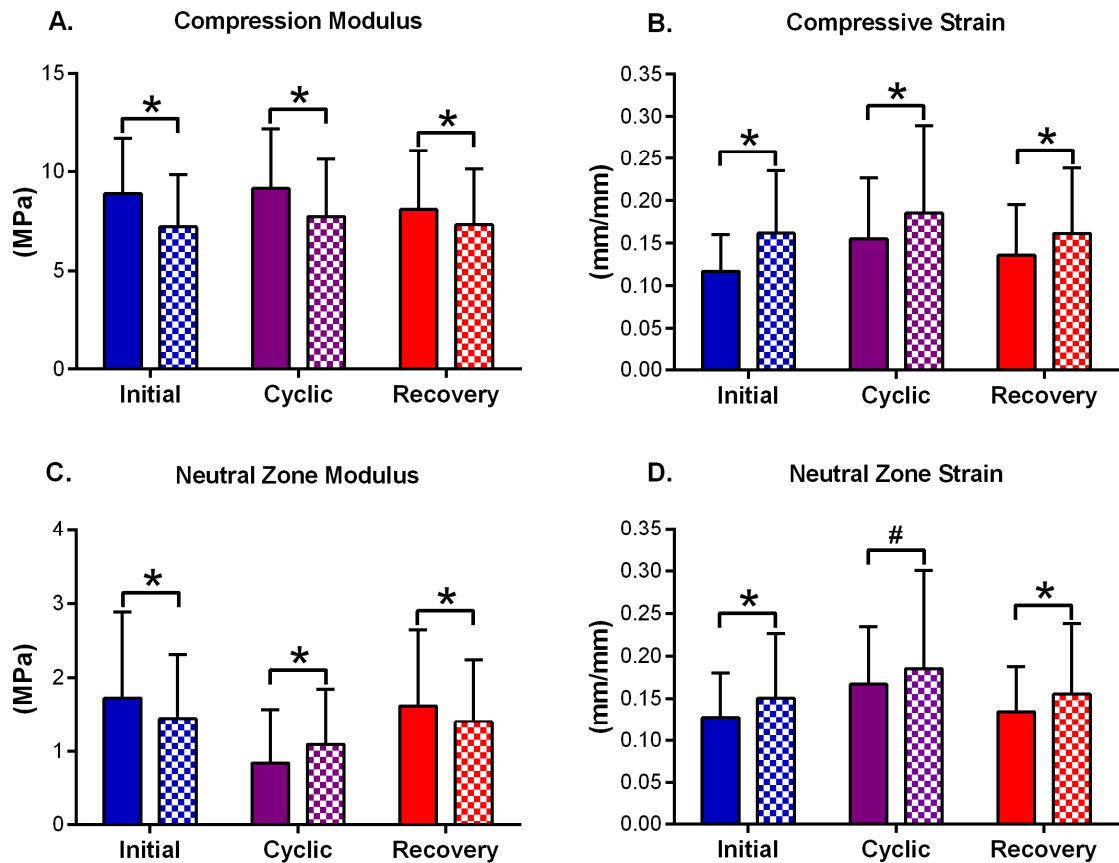 A. Compression Modulus
(MPa)
15
10
5
0
* * *
Initial Cyclic Recovery
B. Compressive Strain
(mm/mm)
0.35
0.30
0.25
0.20
0.15
0.10
0.05
0.00
* * *
Initial Cyclic Recovery
C. Neutral Zone Modulus
(MPa)
4
3
2
1
0
* * *
Initial Cyclic Recovery
D. Neutral Zone Strain
(mm/mm)
0.35
0.30
0.25
0.20
0.15
0.10
0.05
0.00
* # *
Initial Cyclic Recovery